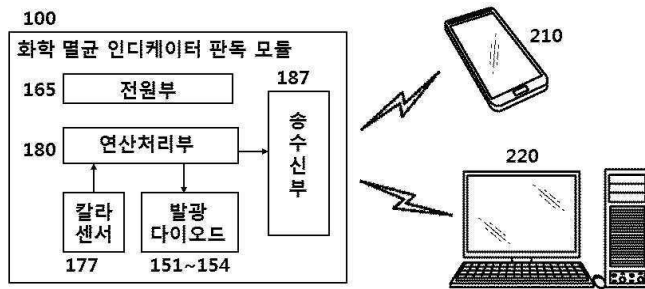 100
화학 멸균 인디케이터 판독 모듈
187
165
전원부
180
연산처리부
송수신부
칼라
센서
발광
다이오드
177
151~154
210
220